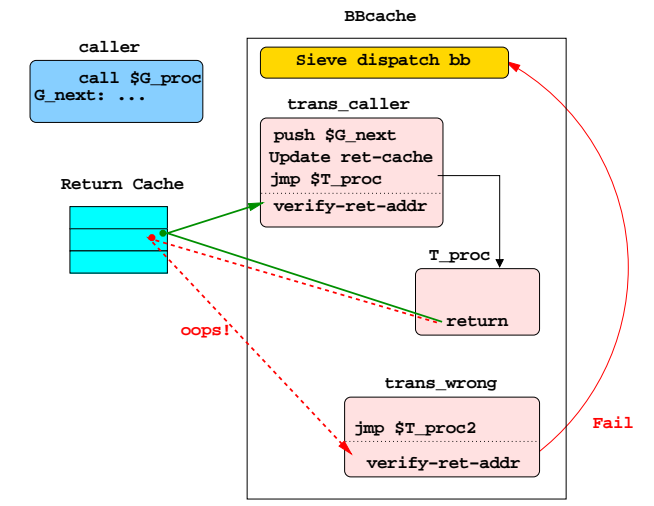 BBcache
caller
call $G_proc
G_next: ...
Sieve dispatch bb
trans_caller
push $G_next
Update ret-cache
jmp $T_proc
verify-ret-addr
Return Cache
T_proc
return
oops!
trans_wrong
jmp $T_proc2
verify-ret-addr
Fail